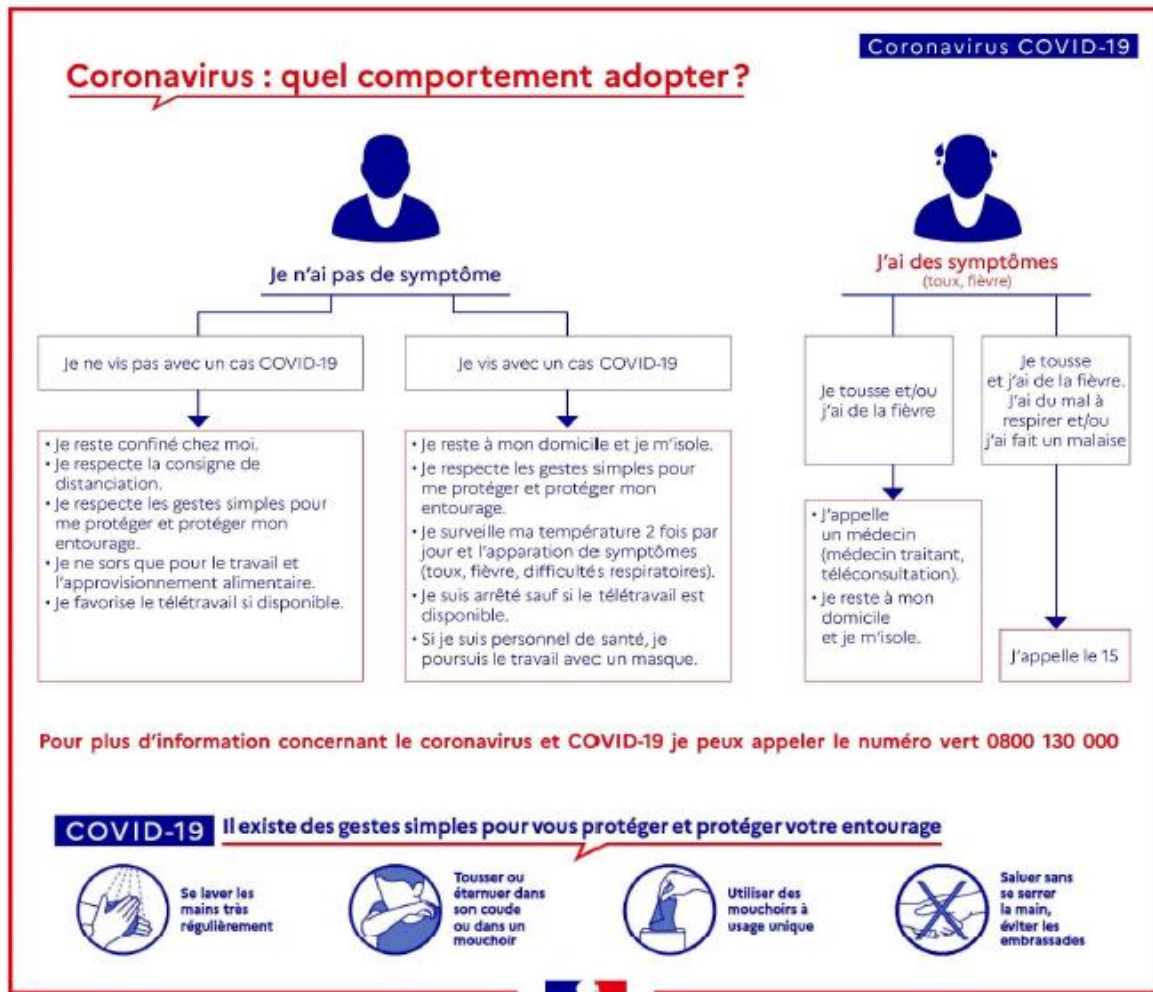 Coronavirus COVID-19
Coronavirus : quel comportement adopter ?
Je n'ai pas de symptôme
Je ne vis pas avec un cas COVID-19
• Je reste confiné chez moi.
• Je respecte la consigne de
distanciation.
• Je respecte les gestes simples pour
me protéger et protéger mon
entourage.
• Je ne sors que pour le travail et
l'approvisionnement alimentaire.
• Je favorise le télétravail si disponible.
Je vis avec un cas COVID-19
• Je reste à mon domicile et je m'isole.
• Je respecte les gestes simples pour
me protéger et protéger mon
entourage.
• Je surveille ma température 2 fois par
jour et l'apparation de symptômes
(toux, fièvre, difficultés respiratoires).
• Je suis arrêté sauf si le télétravail est
disponible.
• Si je suis personnel de santé, je
poursuis le travail avec un masque.
J'ai des symptômes
(toux, fièvre)
Je tousse et/ou
j'ai de la fièvre
• J'appelle
un médecin
(médecin traitant,
téléconsultation).
• Je reste à mon
domicile
et je m'isole.
Je tousse
et j'ai de la fièvre.
J'ai du mal à
respirer et/ou
j'ai fait un malaise
J'appelle le 15
Pour plus d'information concernant le coronavirus et COVID-19 je peux appeler le numéro vert 0800 130 000
COVID-19 Il existe des gestes simples pour vous protéger et protéger votre entourage
Se laver les
mains très
régulièrement
Tousser ou
éternuer dans
son coude
ou dans un
mouchoir
Utiliser des
mouchoirs à
usage unique
Saluer sans
se serrer
la main,
éviter les
embrassades